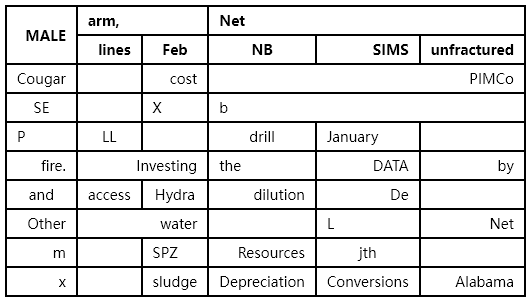 MALE arm, Net
lines Feb NB SIMS unfractured
Cougar cost PIMCo
SE X b
P LL drill January
fire. Investing the DATA by
and access Hydra dilution De
Other water L Net
m SPZ Resources jth
x sludge Depreciation Conversions Alabama